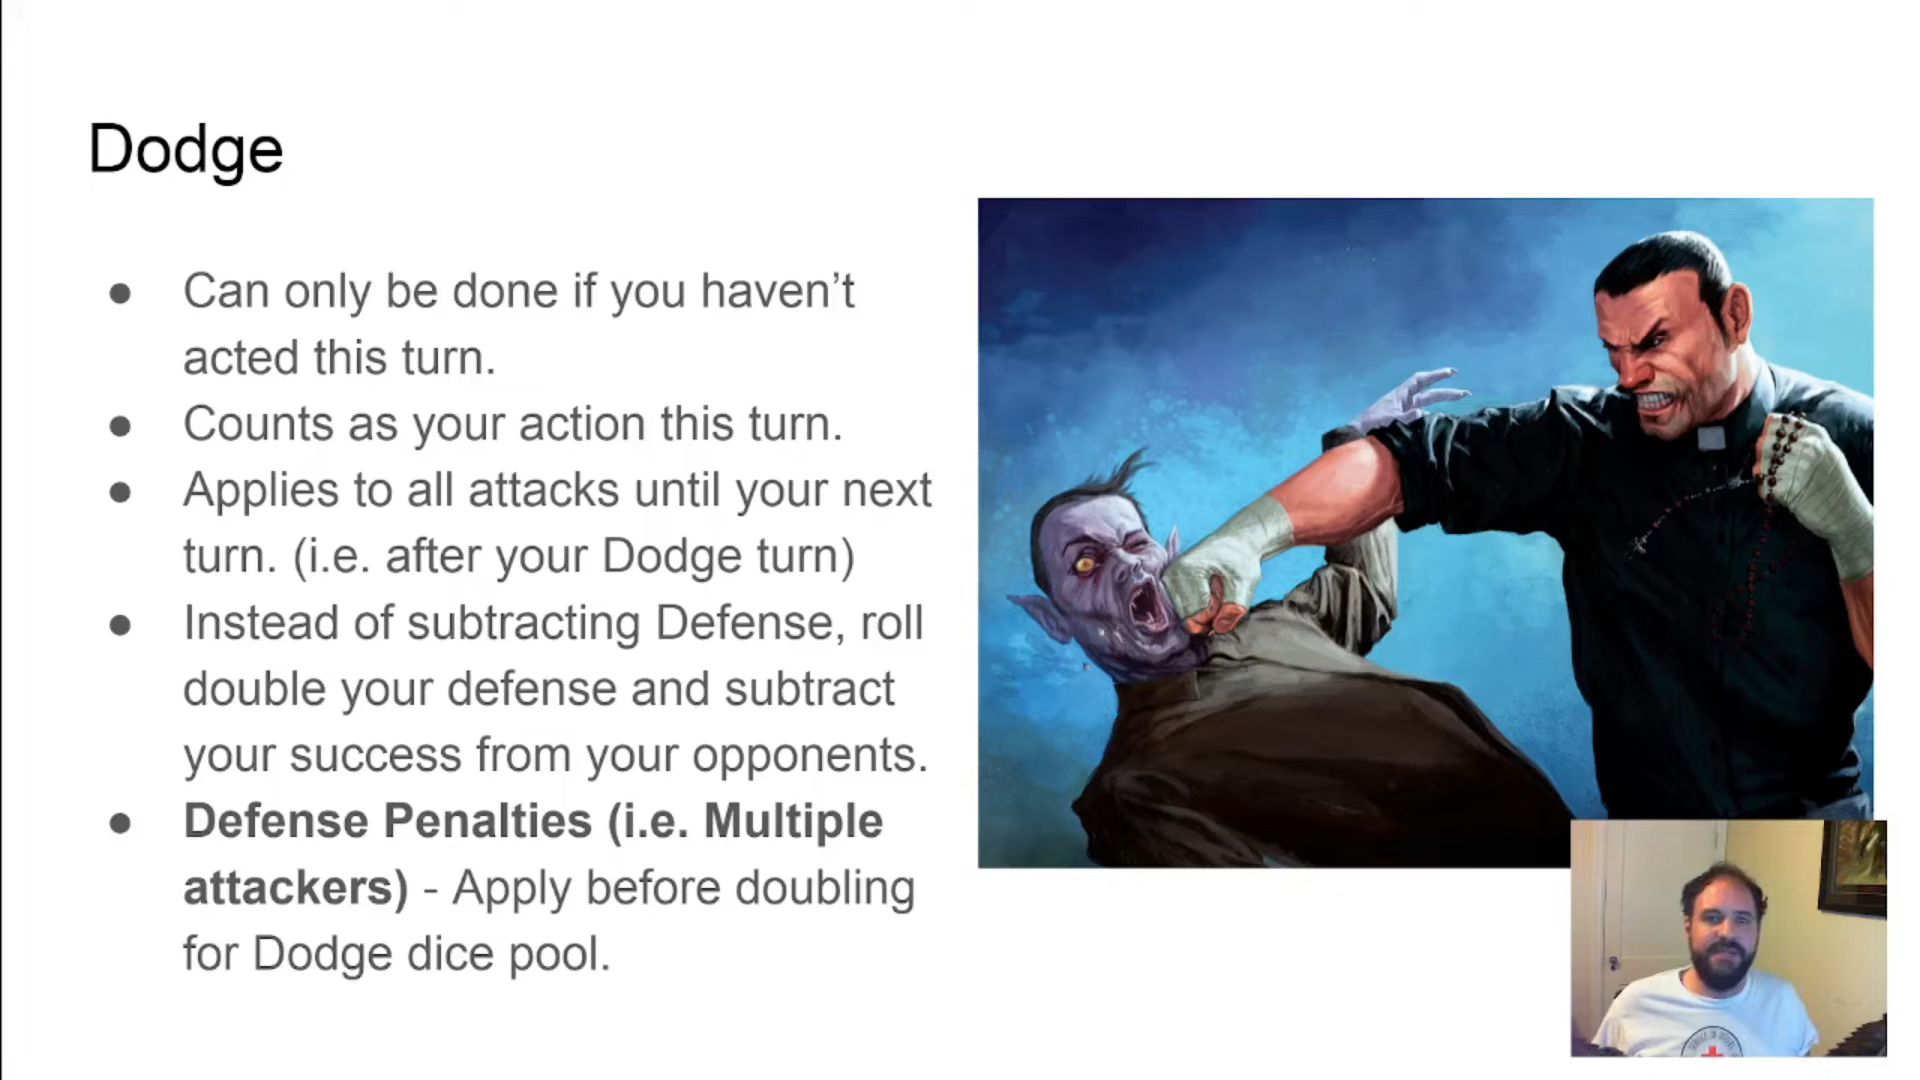 Dodge
● Can only be done if you haven’t
acted this turn.
● Counts as your action this turn.
● Applies to all attacks until your next
turn. (i.e. after your Dodge turn)
● Instead of subtracting Defense, roll
double your defense and subtract
your success from your opponents.
● Defense Penalties (i.e. Multiple
attackers) - Apply before doubling
for Dodge dice pool.